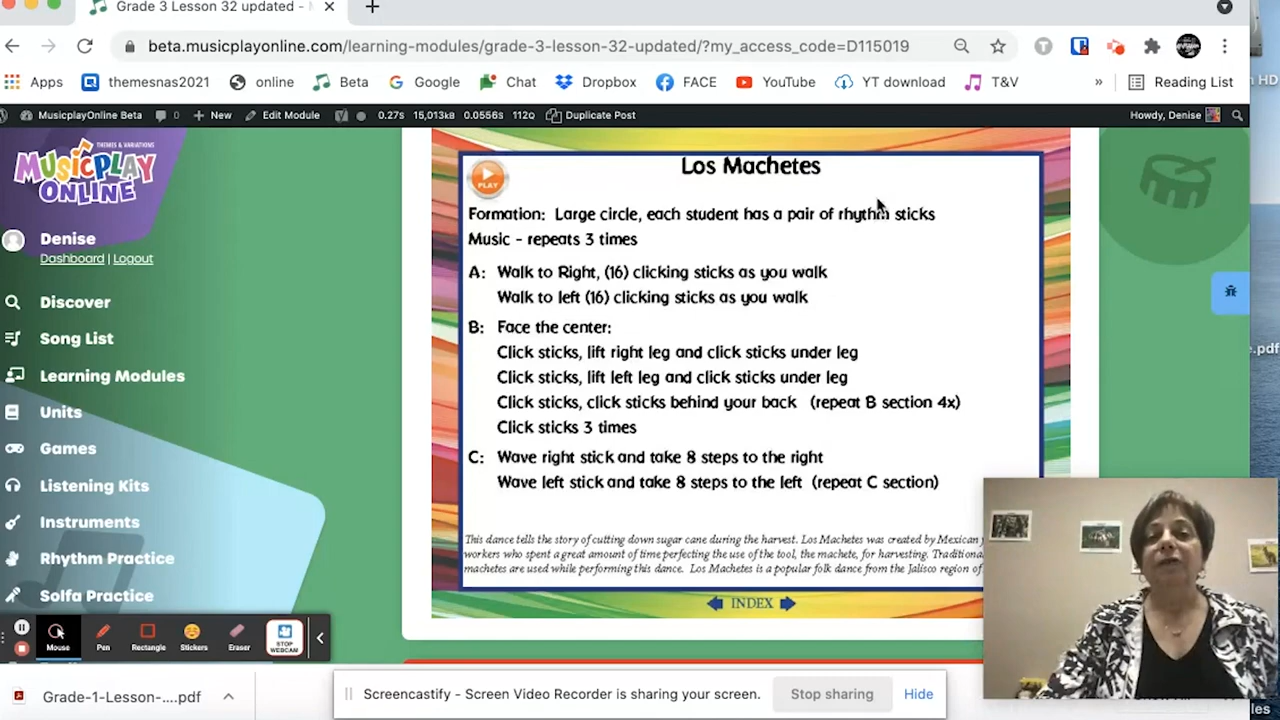 Grade 3 Lesson 32 updated -
beta.musicplayonline.com/learning-modules/grade-3-lesson-32-updated/?my_access_code=D115019
Apps themesnas2021 online Beta Google Chat Dropbox FACE YouTube YT download T&V » Reading List
MusicplayOnline Beta New Edit Module 0.27s 15,013kB 0.0556s 112Q Duplicate Post Howdy, Denise
THEMES & VARIATIONS
MUSICPLAY
ONLINE
Denise
Dashboard | Logout
Discover
Song List
Learning Modules
Units
Games
Listening Kits
Instruments
Rhythm Practice
Solfa Practice
PLAY
Los Machetes
Formation: Large circle, each student has a pair of rhythm sticks
Music - repeats 3 times
A: Walk to Right, (16) clicking sticks as you walk
Walk to left (16) clicking sticks as you walk
B: Face the center:
Click sticks, lift right leg and click sticks under leg
Click sticks, lift left leg and click sticks under leg
Click sticks, click sticks behind your back (repeat B section 4x)
Click sticks 3 times
C: Wave right stick and take 8 steps to the right
Wave left stick and take 8 steps to the left (repeat C section)
This dance tells the story of cutting down sugar cane during the harvest. Los Machetes was created by Mexican
workers who spent a great amount of time perfecting the use of the tool, the machete, for harvesting.
machetes are used while performing this dance. Los Machetes is a popular folk dance from the Jalisco region of
INDEX
Mouse Pen Rectangle Stickers Eraser STOP WEBCAM
Grade-1-Lesson-....pdf
Screencastify - Screen Video Recorder is sharing your screen. Stop sharing Hide
HD
.pdf
les